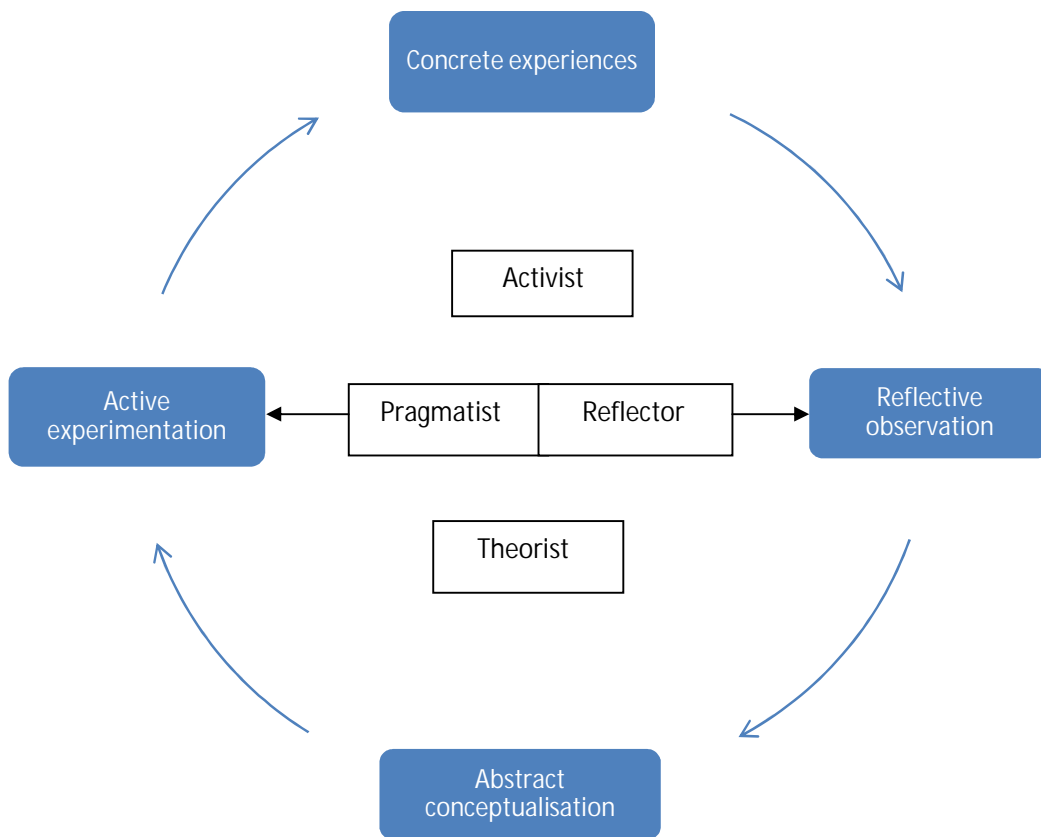 Concrete experiences
Activist
Active
experimentation
Pragmatist
Reflector
Reflective
observation
Theorist
Abstract
conceptualisation